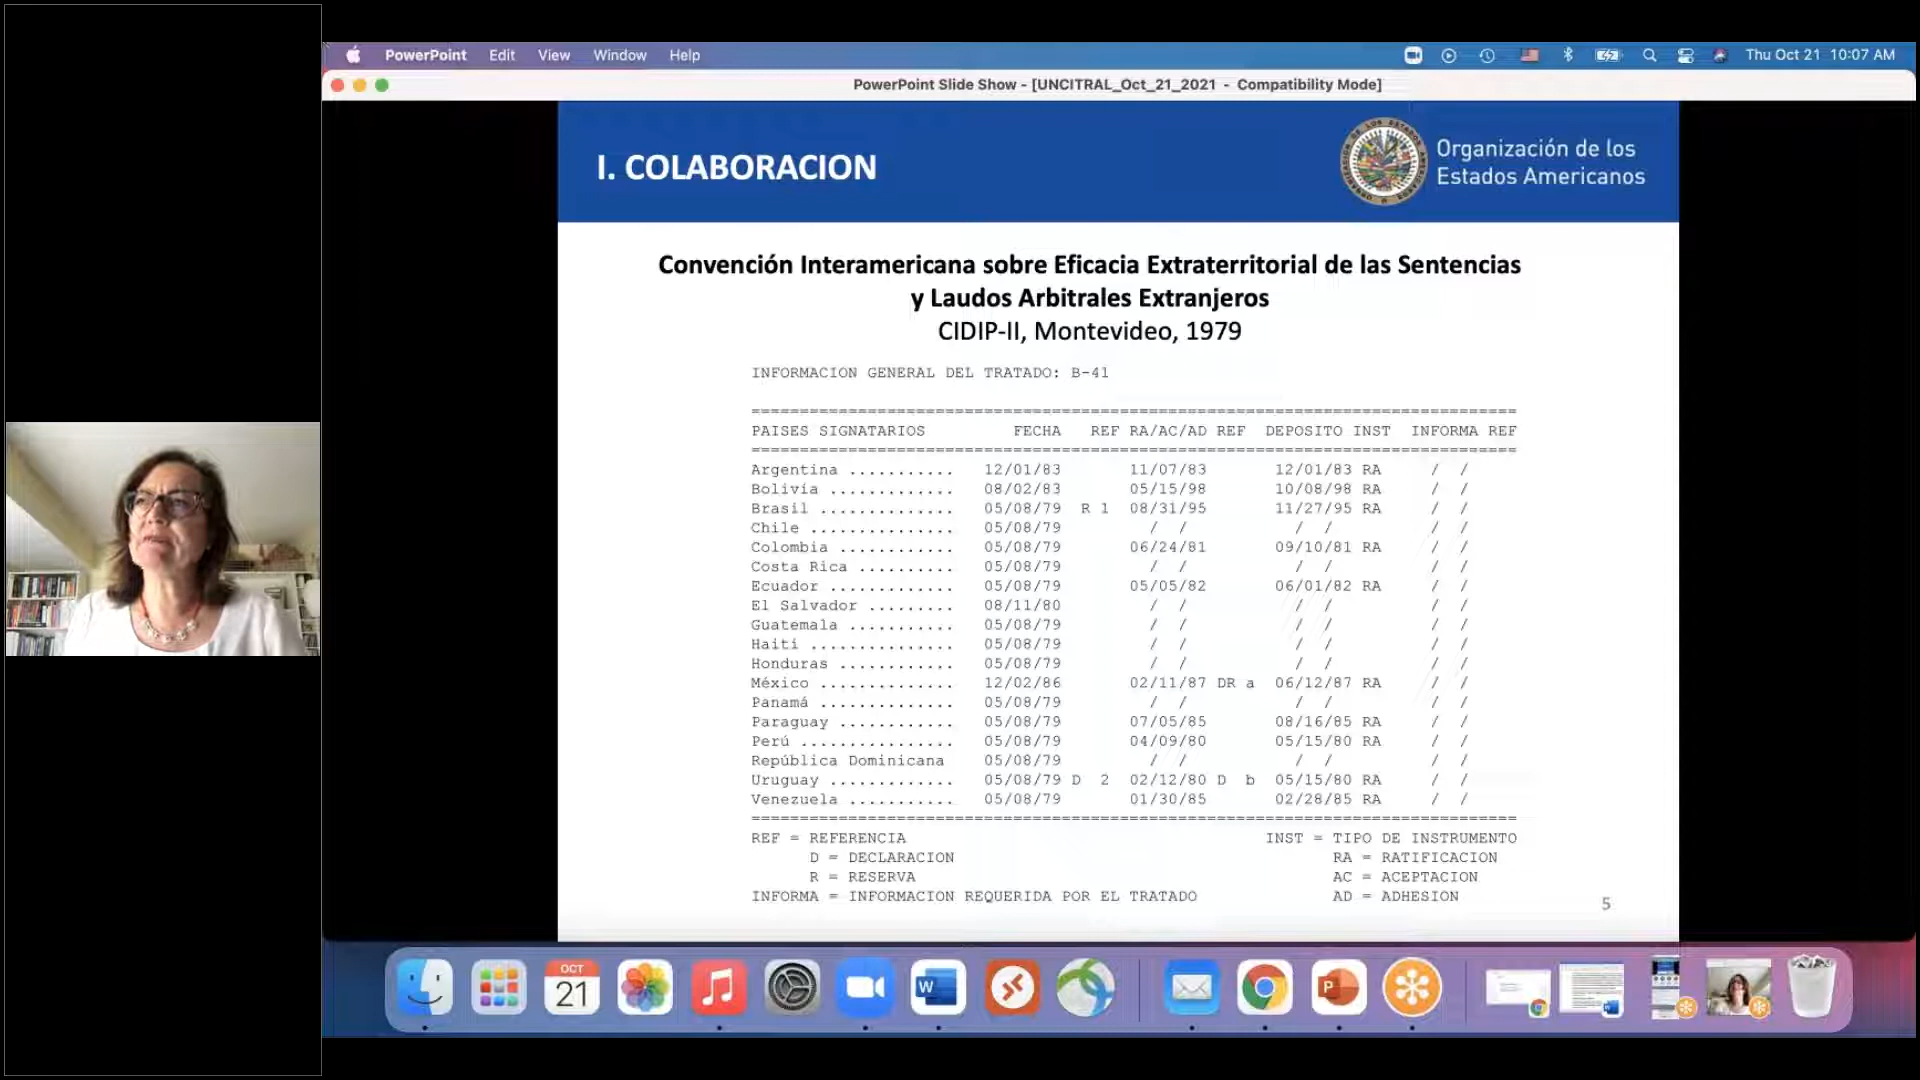 PowerPoint Edit View Window Help Thu Oct 21 10:07 AM
PowerPoint Slide Show - [UNCITRAL_Oct_21_2021 - Compatibility Mode]
I. COLABORACION
Organización de los
Estados Americanos
Convención Interamericana sobre Eficacia Extraterritorial de las Sentencias
y Laudos Arbitrales Extranjeros
CIDIP-II, Montevideo, 1979
INFORMACION GENERAL DEL TRATADO: B-41
===============================================================================
PAISES SIGNATARIOS FECHA REF RA/AC/AD REF DEPOSITO INST INFORMA REF
===============================================================================
Argentina ........... 12/01/83 11/07/83 12/01/83 RA / /
Bolivia ............. 08/02/83 05/15/98 10/08/98 RA / /
Brasil .............. 05/08/79 R 1 08/31/95 11/27/95 RA / /
Chile ............... 05/08/79 / / / / / /
Colombia ............ 05/08/79 06/24/81 09/10/81 RA / /
Costa Rica .......... 05/08/79 / / / / / /
Ecuador ............. 05/08/79 05/05/82 06/01/82 RA / /
El Salvador ......... 08/11/80 / / / / / /
Guatemala ........... 05/08/79 / / / / / /
Haiti ............... 05/08/79 / / / / / /
Honduras ............ 05/08/79 / / / / / /
México .............. 12/02/86 02/11/87 DR a 06/12/87 RA / /
Panamá .............. 05/08/79 / / / / / /
Paraguay ............ 05/08/79 07/05/85 08/16/85 RA / /
Perú ................ 05/08/79 04/09/80 05/15/80 RA / /
República Dominicana 05/08/79 / / / / / /
Uruguay ............. 05/08/79 D 2 02/12/80 D b 05/15/80 RA / /
Venezuela ........... 05/08/79 01/30/85 02/28/85 RA / /
===============================================================================
REF = REFERENCIA INST = TIPO DE INSTRUMENTO
D = DECLARACION RA = RATIFICACION
R = RESERVA AC = ACEPTACION
INFORMA = INFORMACION REQUERIDA POR EL TRATADO AD = ADHESION
5
OCT
21
W
P